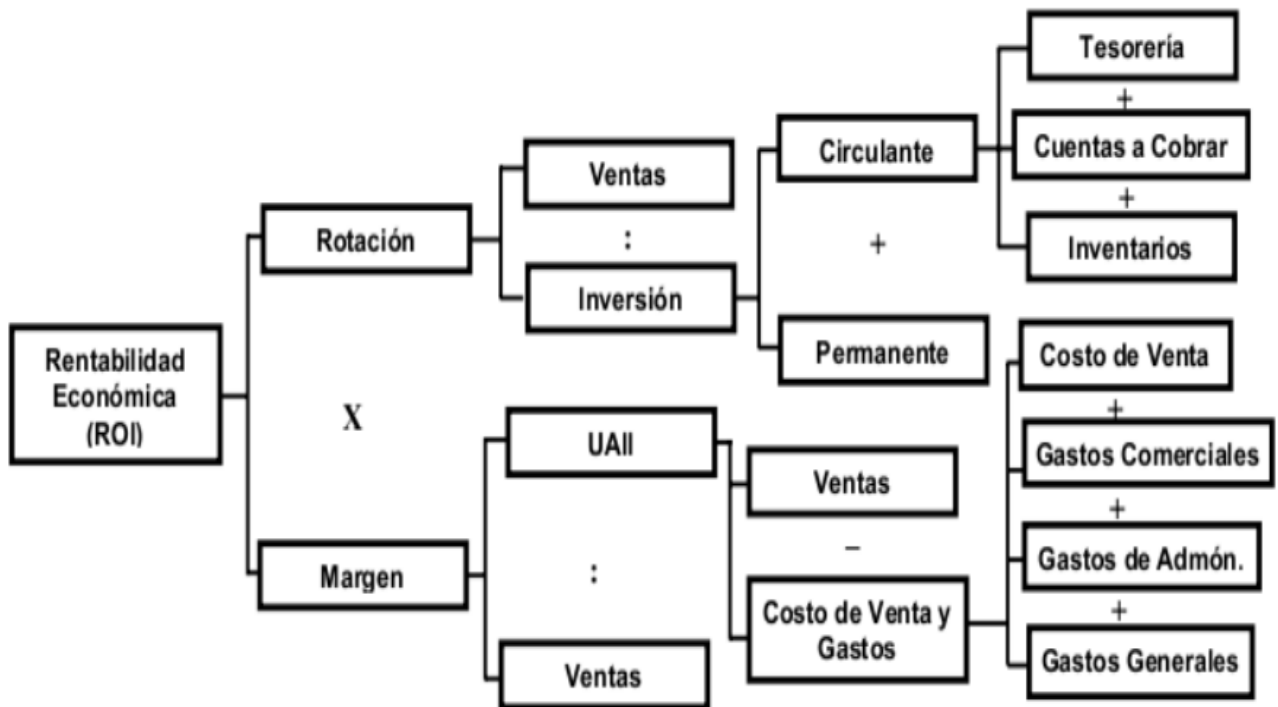 Tesorería
+
Cuentas a Cobrar
+
Inventarios
Circulante
+
Permanente
Ventas
:
Inversión
Rotación
Rentabilidad
Económica
(ROI)
X
Margen
UAII
:
Ventas
Ventas
–
Costo de Venta y
Gastos
Costo de Venta
+
Gastos Comerciales
+
Gastos de Admón.
+
Gastos Generales